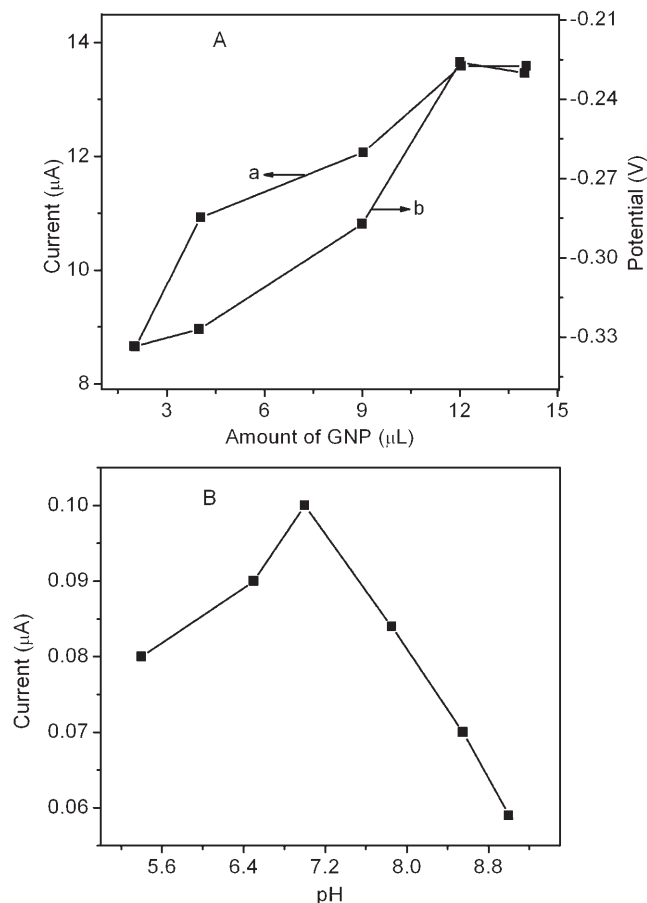 A
14
12
10
8
Current (μA)
-0.21
-0.24
-0.27
-0.30
-0.33
Potential (V)
a
b
3 6 9 12 15
Amount of GNP (μL)
B
0.10
0.09
0.08
0.07
0.06
Current (μA)
5.6 6.4 7.2 8.0 8.8
pH